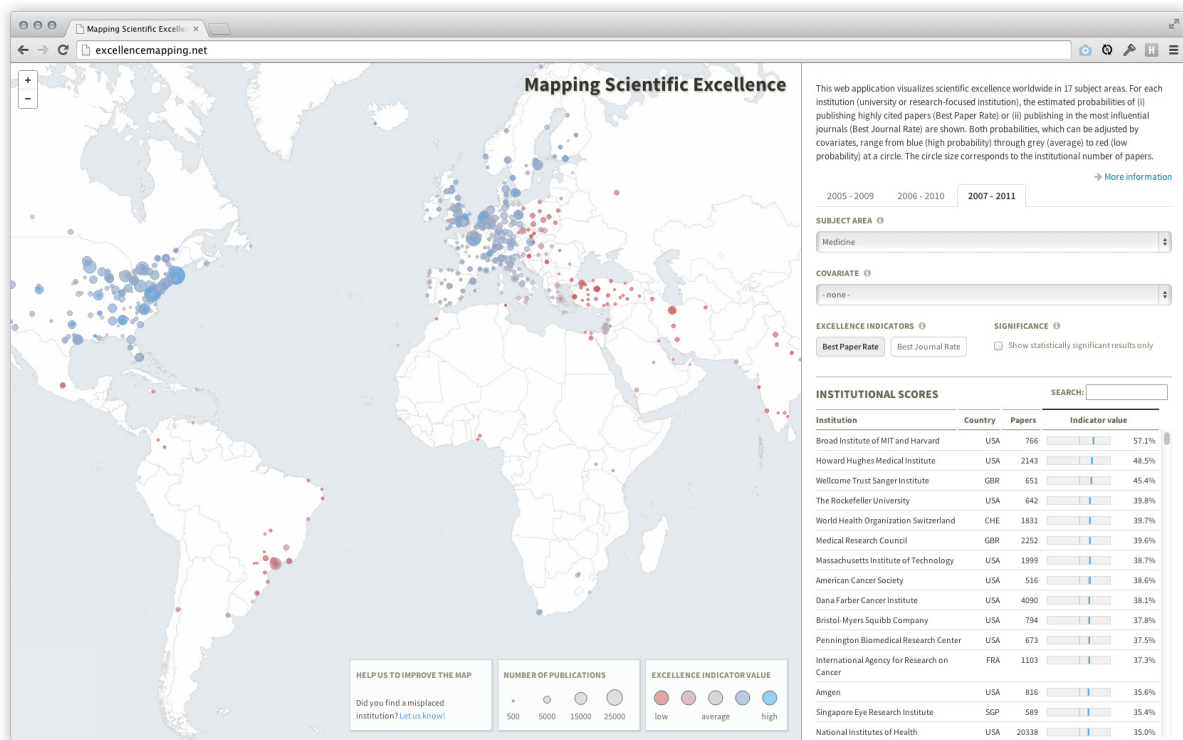 Mapping Scientific Exceller
excellencemapping.net
+
−
Mapping Scientific Excellence
HELP US TO IMPROVE THE MAP
Did you find a misplaced
institution? Let us know!
NUMBER OF PUBLICATIONS
500 5000 15000 25000
EXCELLENCE INDICATOR VALUE
low average high
This web application visualizes scientific excellence worldwide in 17 subject areas. For each
institution (university or research-focused institution), the estimated probabilities of (i)
publishing highly cited papers (Best Paper Rate) or (ii) publishing in the most influential
journals (Best Journal Rate) are shown. Both probabilities, which can be adjusted by
covariates, range from blue (high probability) through grey (average) to red (low
probability) at a circle. The circle size corresponds to the institutional number of papers.
→ More information
2005 - 2009 2006 - 2010 2007 - 2011
SUBJECT AREA
Medicine
COVARIATE
- none -
EXCELLENCE INDICATORS SIGNIFICANCE
Best Paper Rate Best Journal Rate Show statistically significant results only
INSTITUTIONAL SCORES SEARCH:
Institution Country Papers Indicator value
Broad Institute of MIT and Harvard USA 766 57.1%
Howard Hughes Medical Institute USA 2143 48.5%
Wellcome Trust Sanger Institute GBR 651 45.4%
The Rockefeller University USA 642 39.8%
World Health Organization Switzerland CHE 1831 39.7%
Medical Research Council GBR 2252 39.6%
Massachusetts Institute of Technology USA 1999 38.7%
American Cancer Society USA 516 38.6%
Dana Farber Cancer Institute USA 4090 38.1%
Bristol-Myers Squibb Company USA 794 37.8%
Pennington Biomedical Research Center USA 673 37.5%
International Agency for Research on FRA 1103 37.3%
Cancer
Amgen USA 816 35.6%
Singapore Eye Research Institute SGP 589 35.4%
National Institutes of Health USA 20338 35.0%